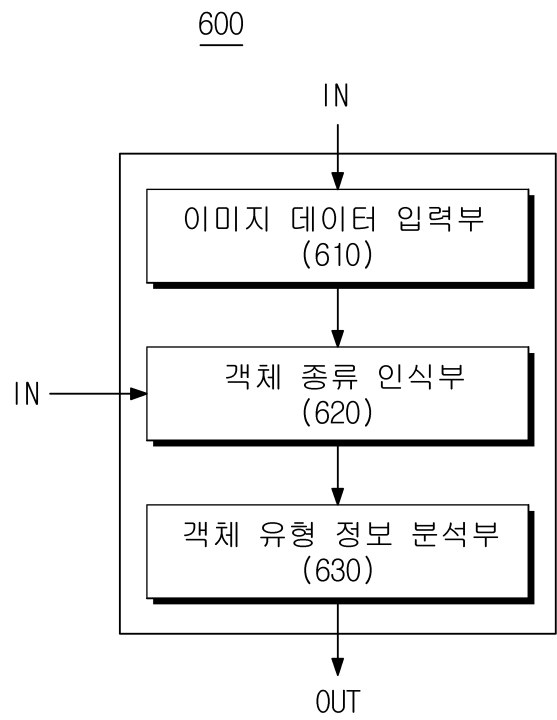 600
IN
이미지 데이터 입력부
(610)
IN
객체 종류 인식부
(620)
객체 유형 정보 분석부
(630)
OUT